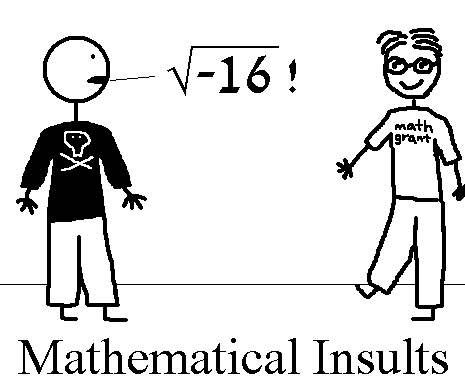 √-16 !
math
grant
Mathematical Insults